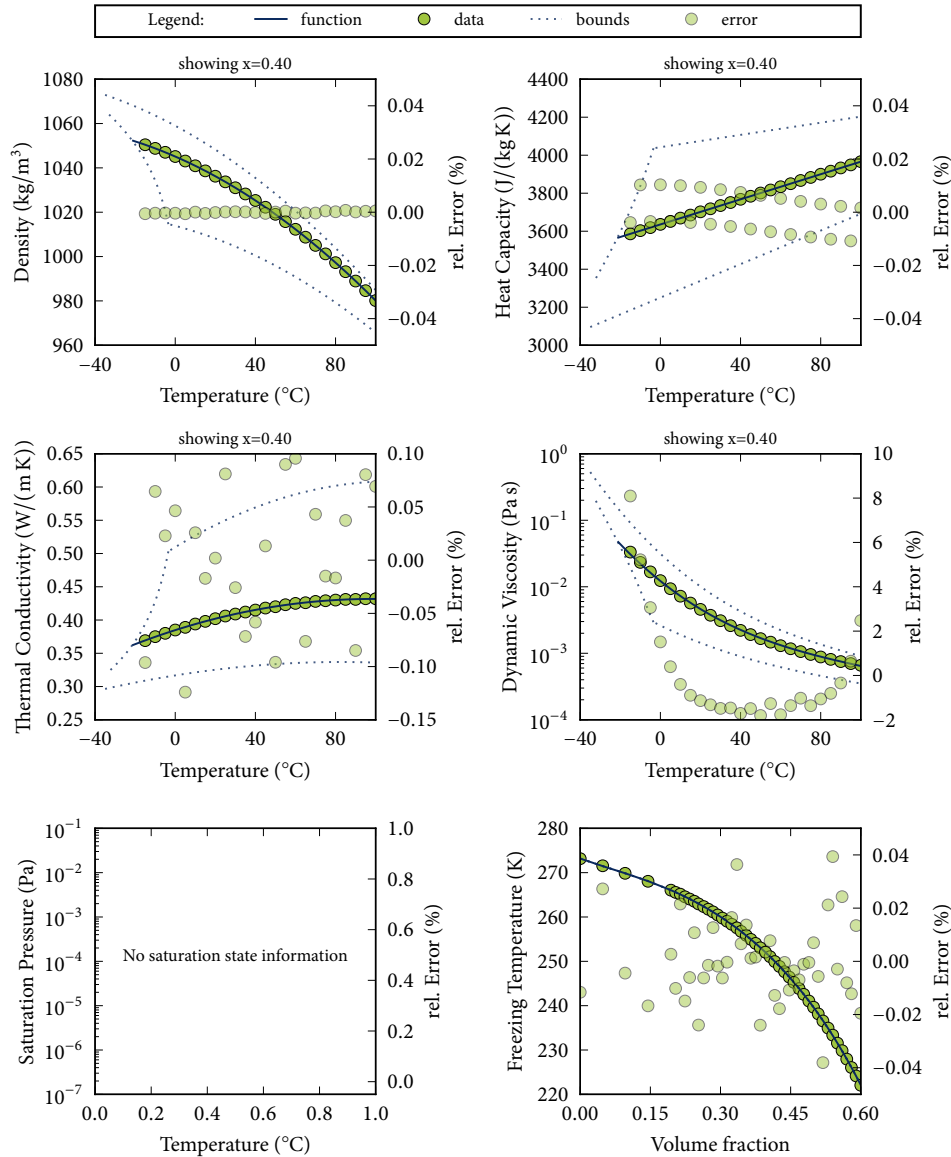 Legend: function data bounds error
showing x=0.40
1080
1060
1040
1020
1000
980
960
0.04
0.02
0.00
−0.02
−0.04
−40 0 40 80
Density (kg/m³)
rel. Error (%)
Temperature (°C)
showing x=0.40
4400
4200
4000
3800
3600
3400
3200
3000
0.04
0.02
0.00
−0.02
−0.04
−40 0 40 80
Heat Capacity (J/(kg K))
rel. Error (%)
Temperature (°C)
showing x=0.40
0.65
0.60
0.55
0.50
0.45
0.40
0.35
0.30
0.25
0.10
0.05
0.00
−0.05
−0.10
−0.15
−40 0 40 80
Thermal Conductivity (W/(m K))
rel. Error (%)
Temperature (°C)
showing x=0.40
10⁰
10⁻¹
10⁻²
10⁻³
10⁻⁴
10
8
6
4
2
0
−2
−40 0 40 80
Dynamic Viscosity (Pa s)
rel. Error (%)
Temperature (°C)
10⁻¹
10⁻²
10⁻³
10⁻⁴
10⁻⁵
10⁻⁶
10⁻⁷
No saturation state information
1.0
0.8
0.6
0.4
0.2
0.0
0.0 0.2 0.4 0.6 0.8 1.0
Saturation Pressure (Pa)
rel. Error (%)
Temperature (°C)
280
270
260
250
240
230
220
0.04
0.02
0.00
−0.02
−0.04
0.00 0.15 0.30 0.45 0.60
Freezing Temperature (K)
rel. Error (%)
Volume fraction